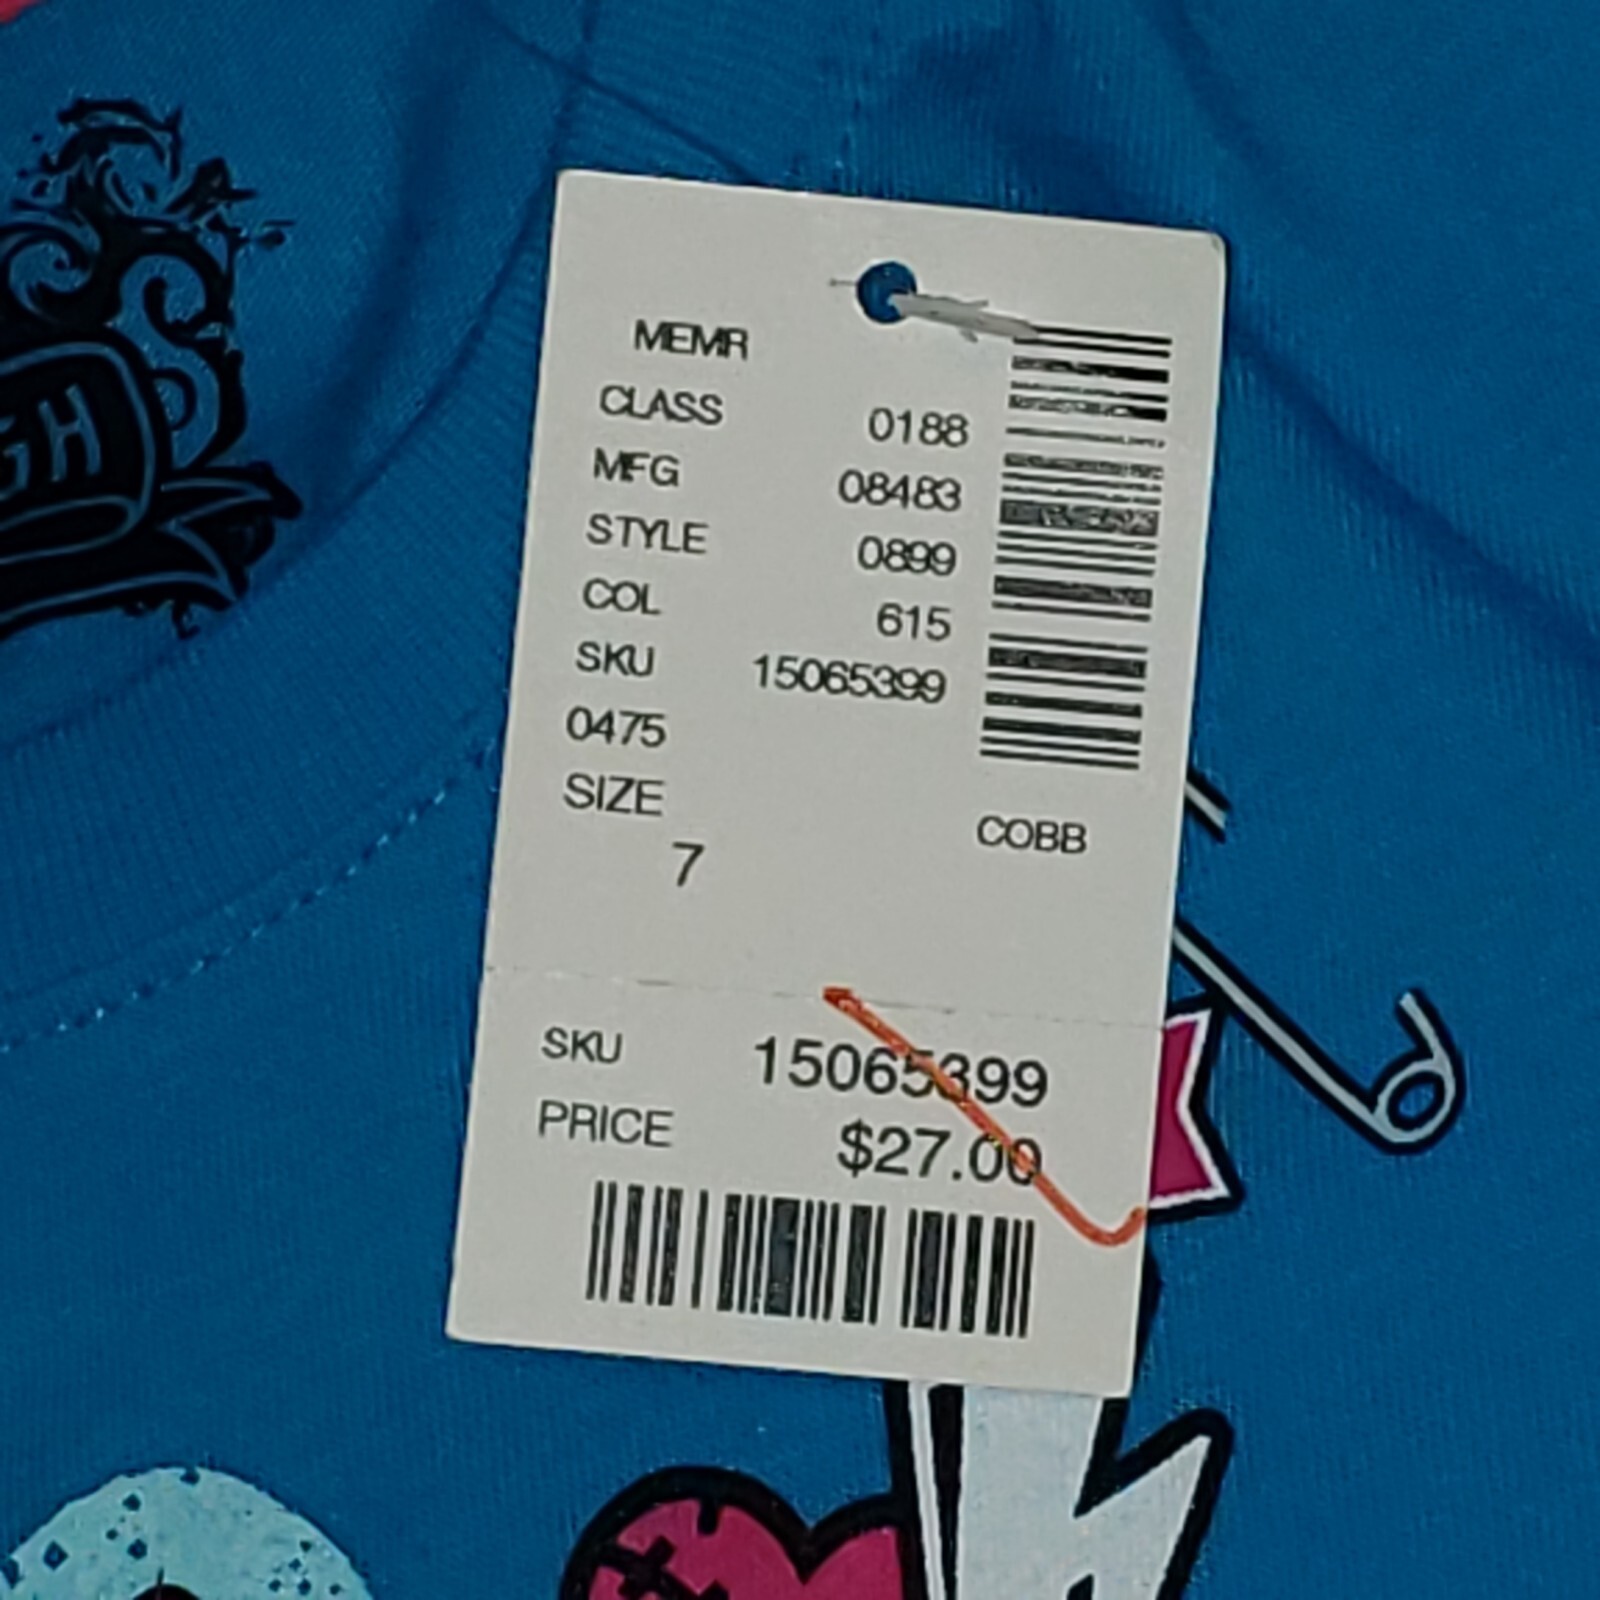 GH
MEMR
CLASS 0188
MFG 08483
STYLE 0899
COL 615
SKU 15065399
0475
SIZE
7
COBB
SKU 15065399
PRICE $27.00